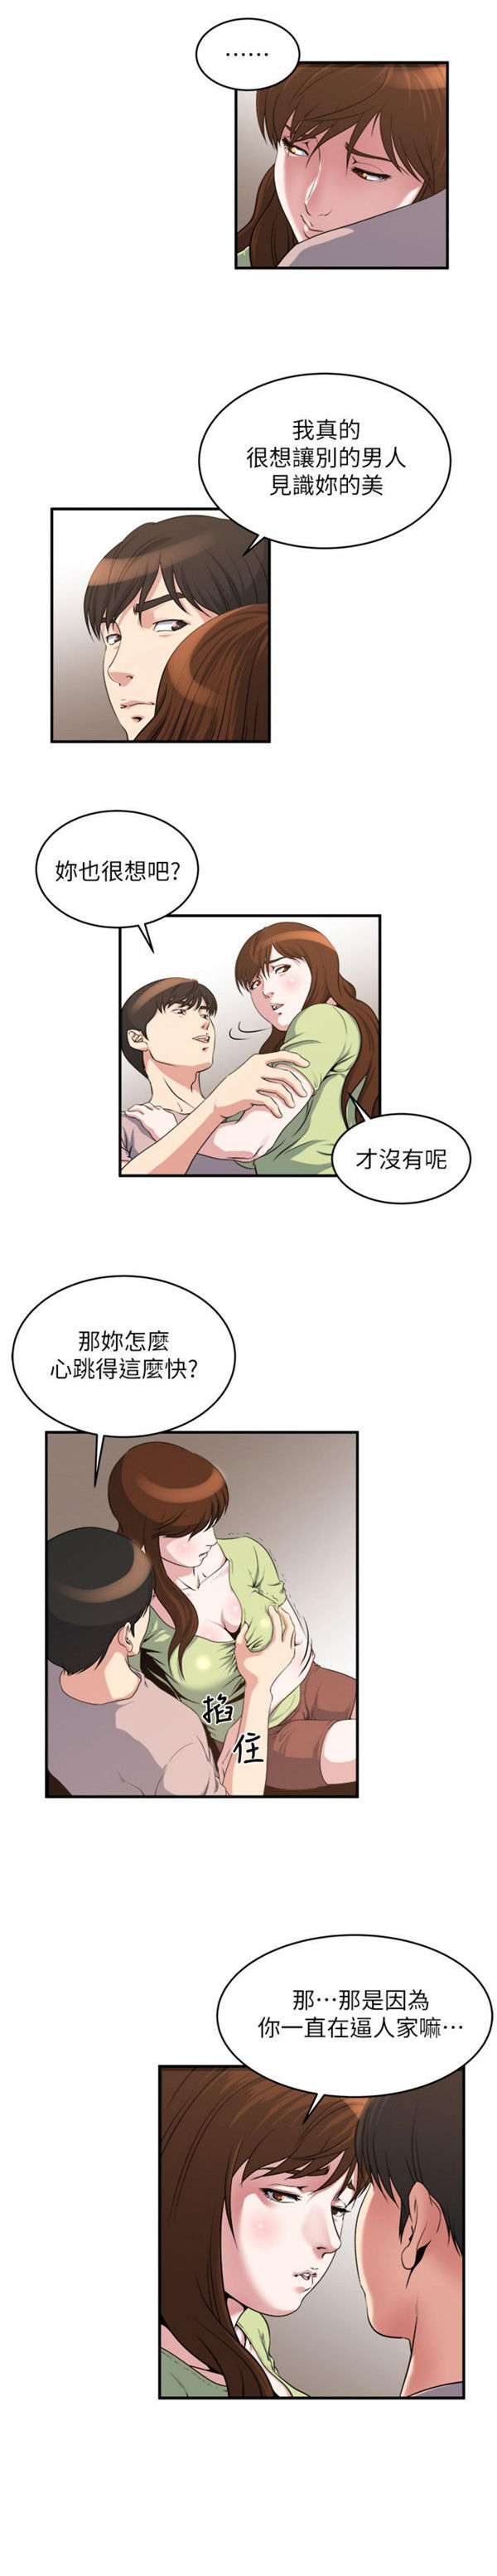 ……
我真的
很想讓別的男人
見識妳的美
妳也很想吧?
才沒有呢
那妳怎麼
心跳得這麼快?
掐
住
那…那是因為
你一直在逼人家嘛…